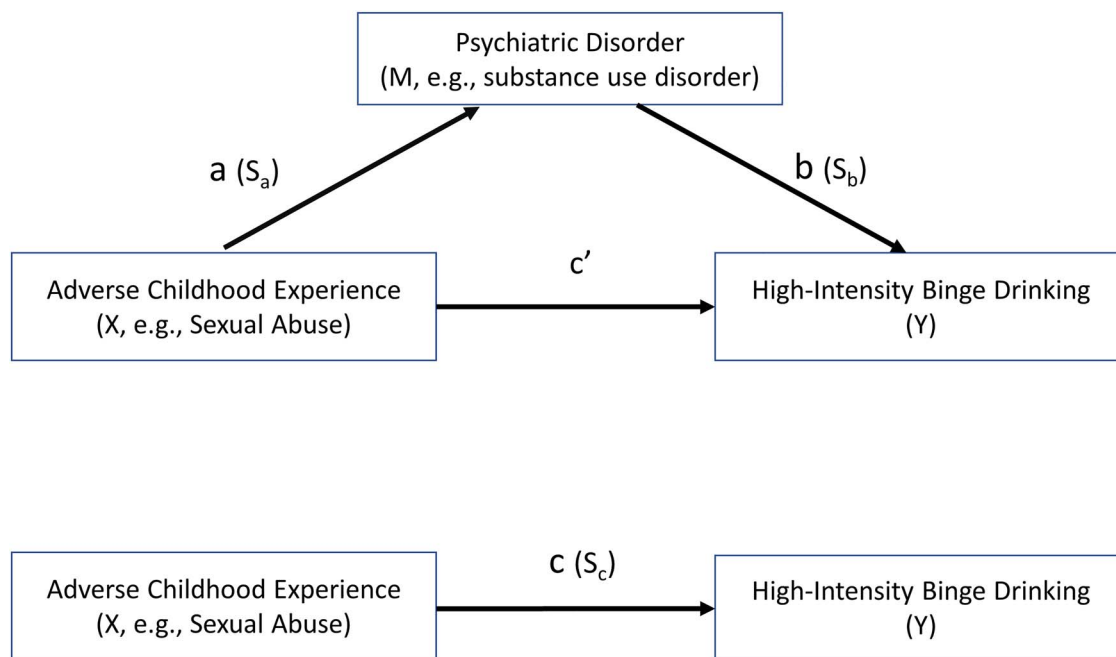 Psychiatric Disorder
(M, e.g., substance use disorder)
a (Sa)
b (Sb)
c’
Adverse Childhood Experience
(X, e.g., Sexual Abuse)
High-Intensity Binge Drinking
(Y)
c (Sc)
Adverse Childhood Experience
(X, e.g., Sexual Abuse)
High-Intensity Binge Drinking
(Y)